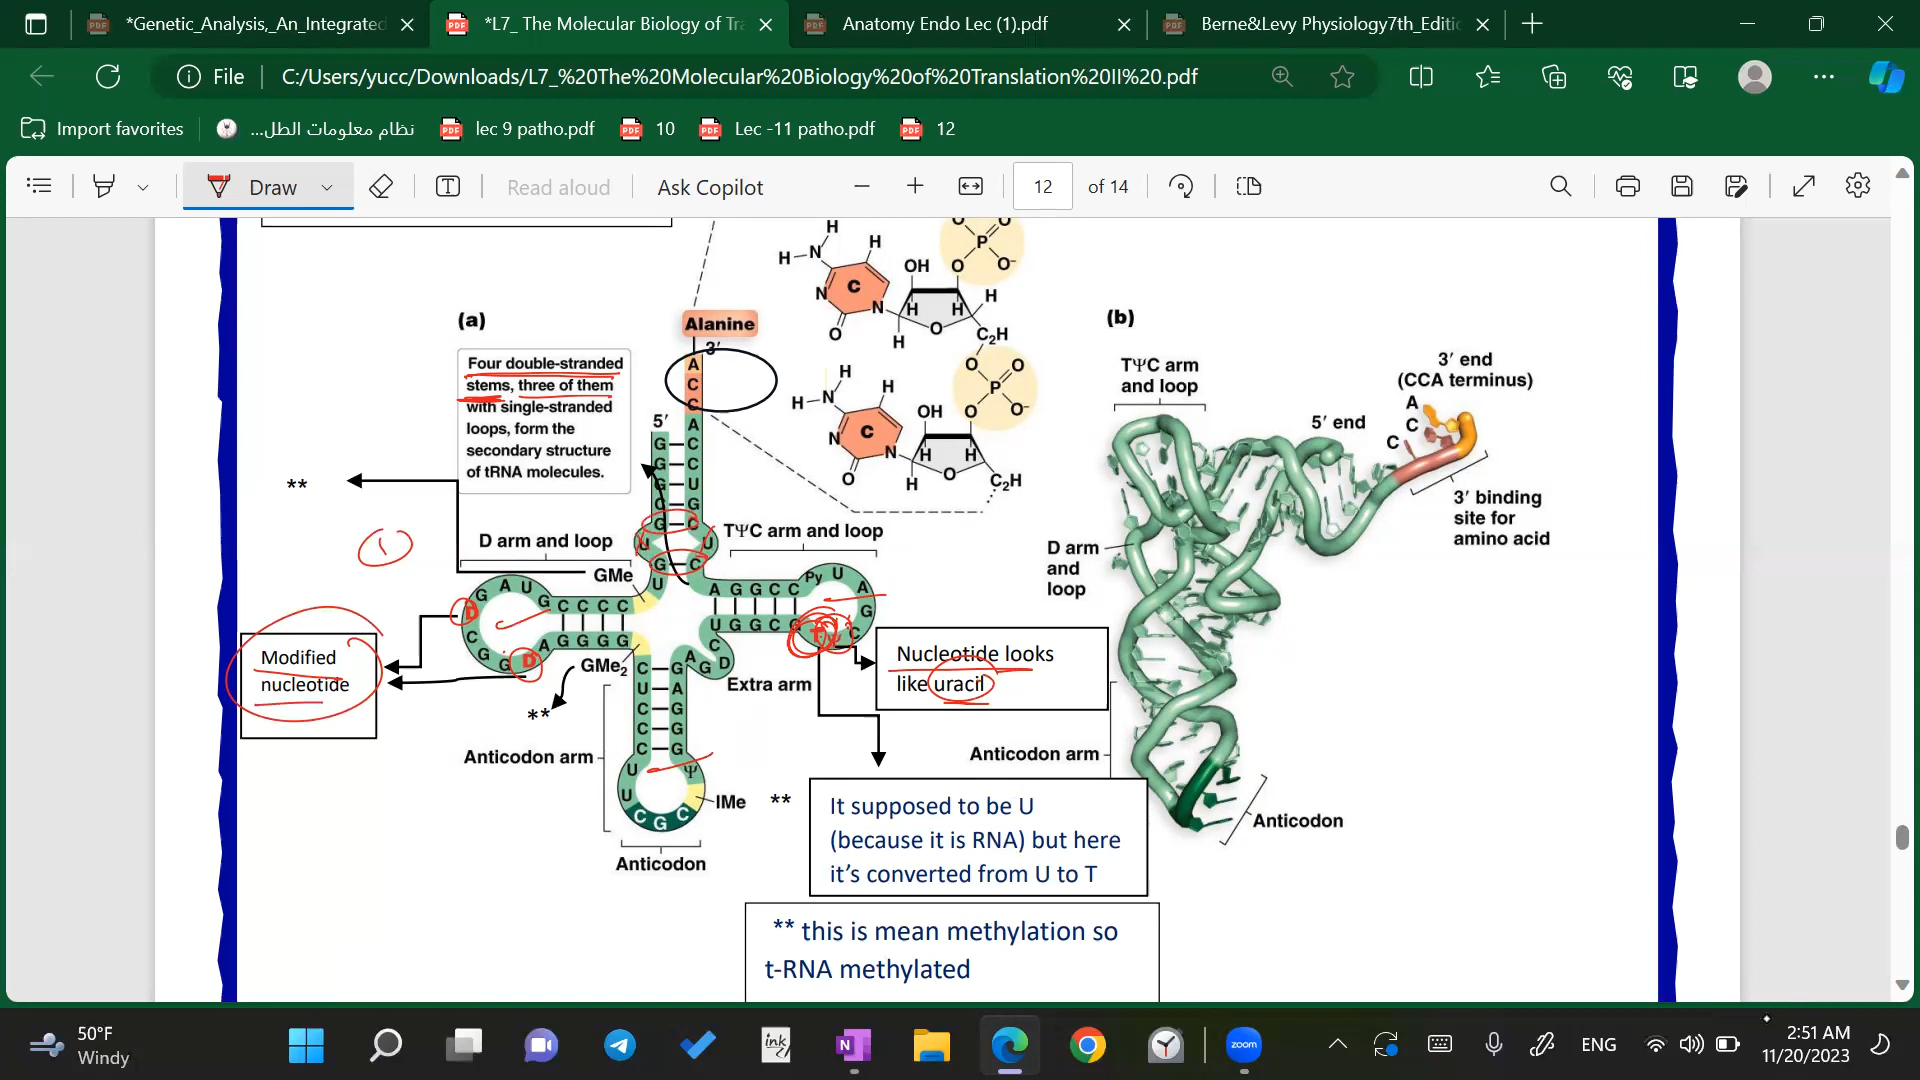 *Genetic_Analysis,_An_Integrated
*L7_ The Molecular Biology of Tra
Anatomy Endo Lec (1).pdf
Berne&Levy Physiology7th_Editi
File
C:/Users/yucc/Downloads/L7_%20The%20Molecular%20Biology%20of%20Translation%20II%20.pdf
Import favorites
نظام معلومات الطل...
lec 9 patho.pdf
10
Lec -11 patho.pdf
12
Draw
Read aloud
Ask Copilot
12
of 14
(a)
Alanine
3′
Four double-stranded
stems, three of them
with single-stranded
loops, form the
secondary structure
of tRNA molecules.
5′
**
D arm and loop
TΨC arm and loop
GMe
GMe₂
Modified
nucleotide
**
Nucleotide looks
like uracil
Extra arm
Anticodon arm
IMe
**
Anticodon
It supposed to be U
(because it is RNA) but here
it’s converted from U to T
** this is mean methylation so
t-RNA methylated
(b)
TΨC arm
and loop
3′ end
(CCA terminus)
A
C
C
5′ end
3′ binding
site for
amino acid
D arm
and
loop
Anticodon arm
Anticodon
50°F
Windy
zoom
ENG
2:51 AM
11/20/2023